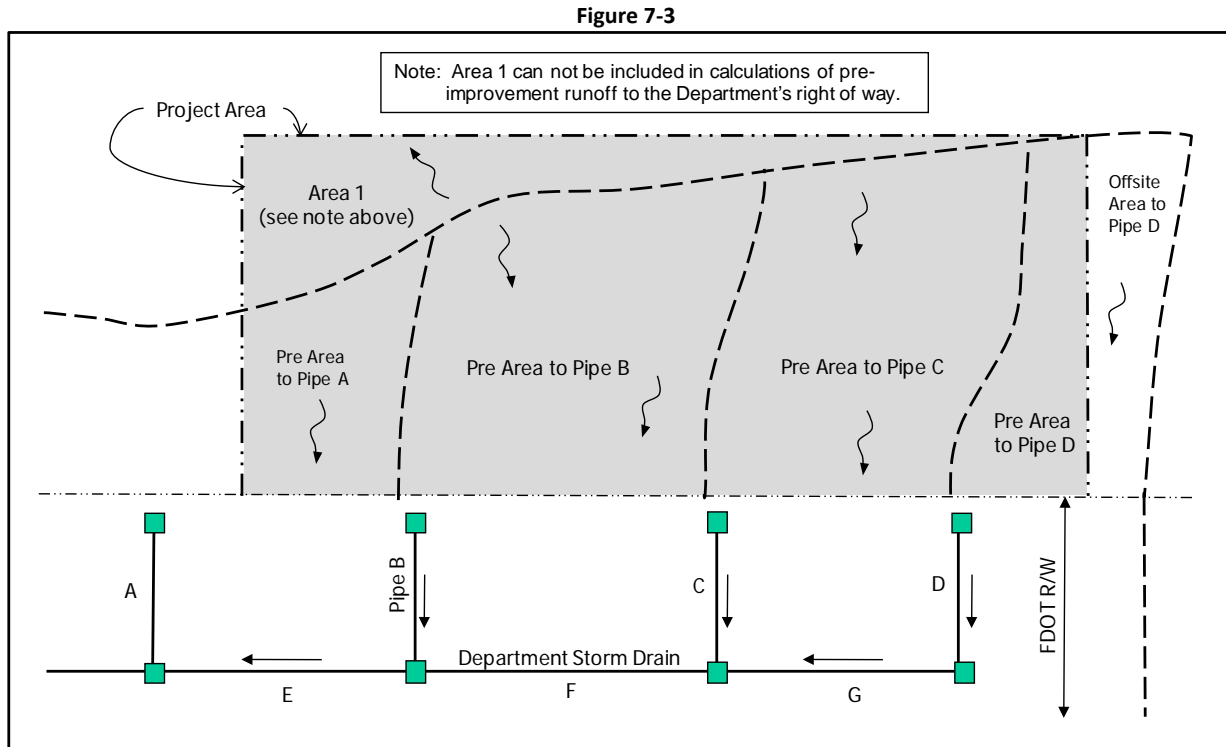 Figure 7-3
Note: Area 1 can not be included in calculations of pre-
improvement runoff to the Department's right of way.
Project Area
Area 1
(see note above)
Offsite
Area to
Pipe D
Pre Area
to Pipe A
Pre Area to Pipe B
Pre Area to Pipe C
Pre Area
to Pipe D
A
Pipe B
C
D
FDOT R/W
Department Storm Drain
E
F
G